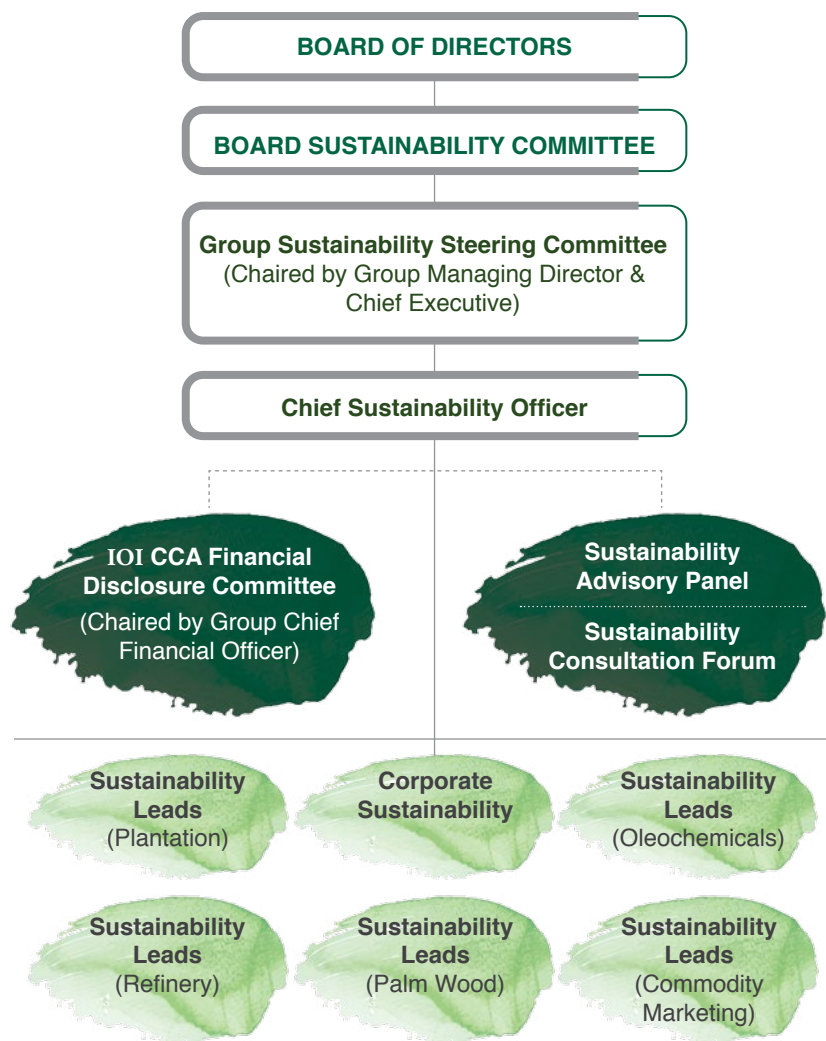 BOARD OF DIRECTORS
BOARD SUSTAINABILITY COMMITTEE
Group Sustainability Steering Committee
(Chaired by Group Managing Director &
Chief Executive)
Chief Sustainability Officer
IOI CCA Financial
Disclosure Committee
(Chaired by Group Chief
Financial Officer)
Sustainability
Advisory Panel
Sustainability
Consultation Forum
Sustainability
Leads
(Plantation)
Corporate
Sustainability
Sustainability
Leads
(Oleochemicals)
Sustainability
Leads
(Refinery)
Sustainability
Leads
(Palm Wood)
Sustainability
Leads
(Commodity
Marketing)